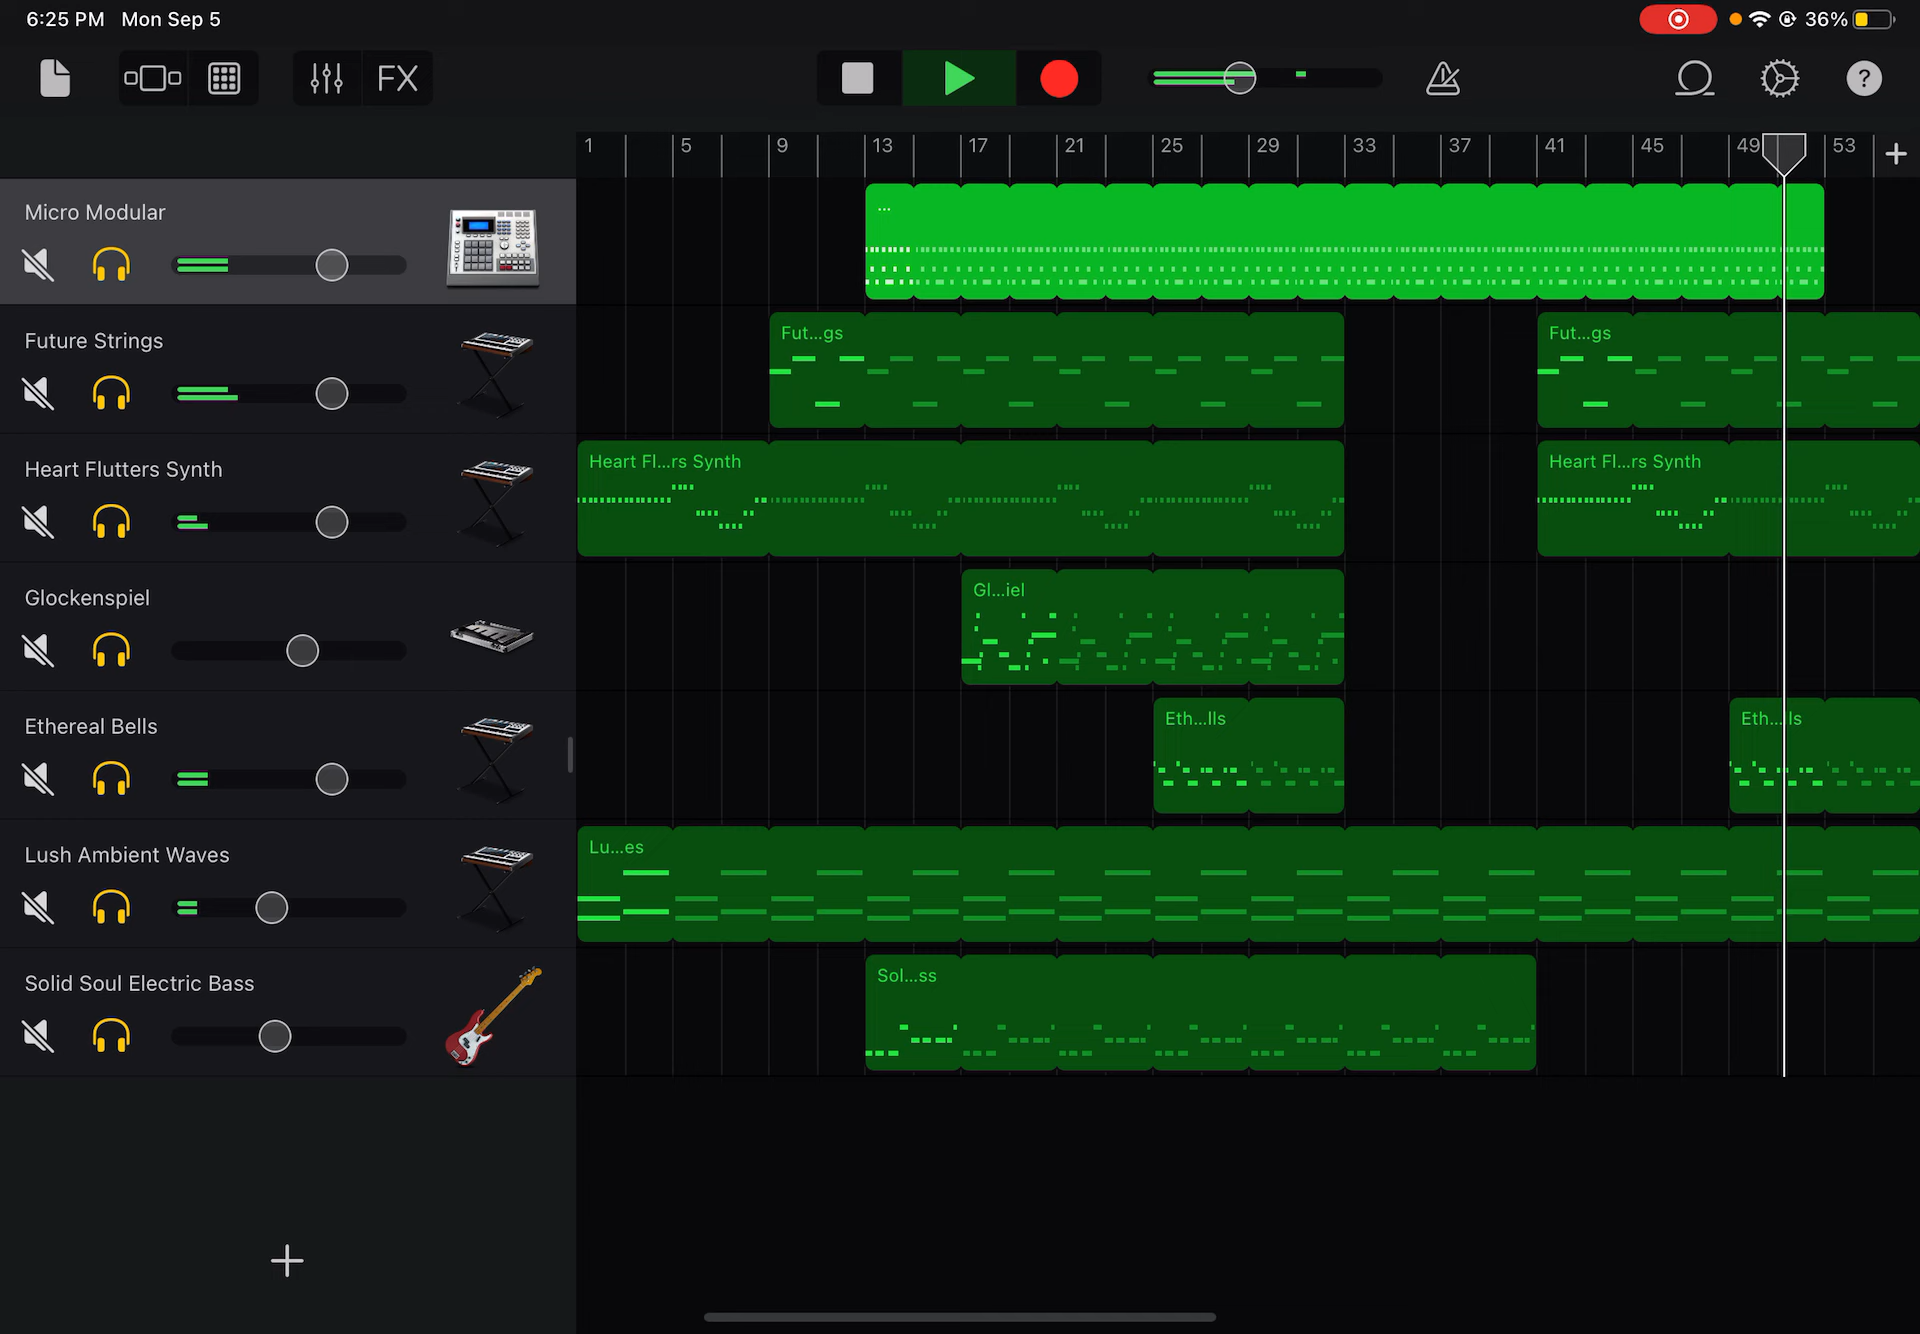 6:25 PM Mon Sep 5
36%
FX
?
1 5 9 13 17 21 25 29 33 37 41 45 49 53
Micro Modular
...
Future Strings
Fut...gs
Fut...gs
Heart Flutters Synth
Heart Fl...rs Synth
Heart Fl...rs Synth
Glockenspiel
Gl...iel
Ethereal Bells
Eth...lls
Eth...ls
Lush Ambient Waves
Lu...es
Solid Soul Electric Bass
Sol...ss